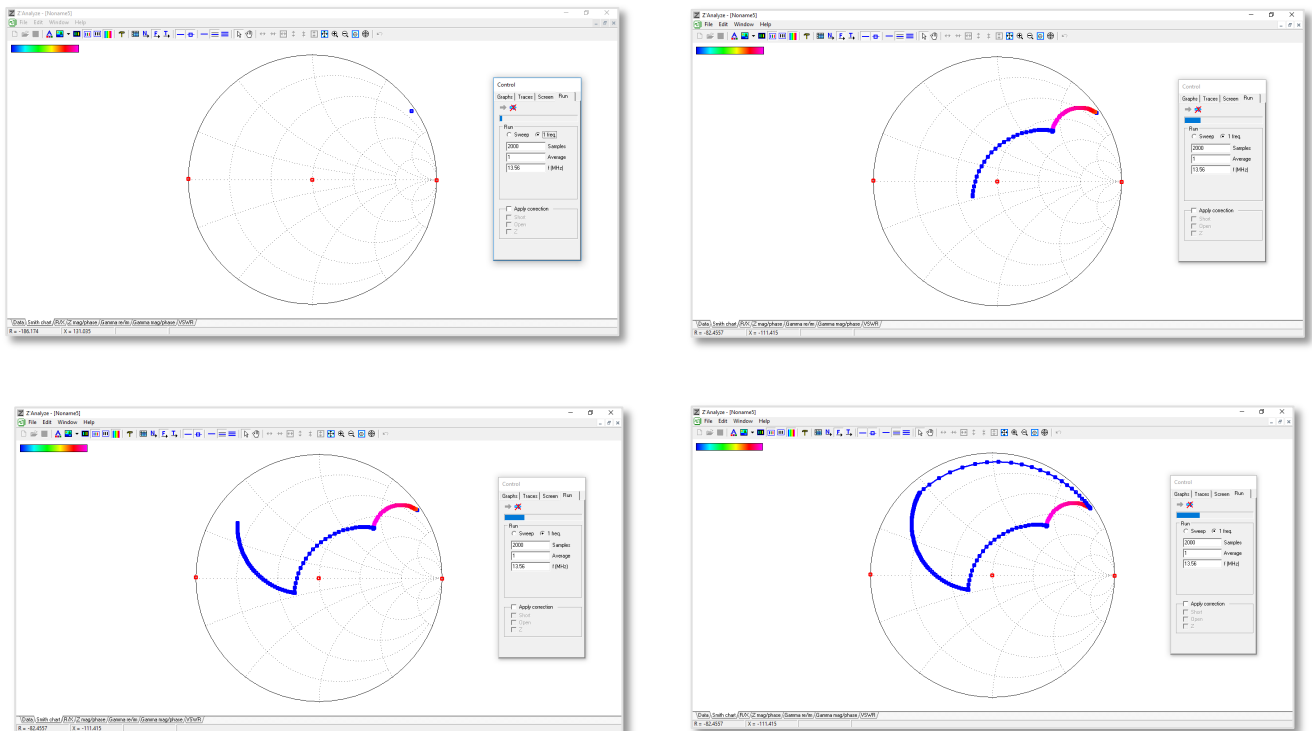 Z'Analyze - [Noname5]
File Edit Window Help
Control
Graphs Traces Screen Run
Run
Sweep 1 freq.
2000 Samples
1 Average
13.56 f (MHz)
Apply correction
Short
Open
Z
Data Smith chart R/X Z mag/phase Gamma re/im Gamma mag/phase VSWR
R = -186.174 X = 131.035
Z'Analyze - [Noname5]
File Edit Window Help
Control
Graphs Traces Screen Run
Run
Sweep 1 freq.
2000 Samples
1 Average
13.56 f (MHz)
Apply correction
Short
Open
Z
Data Smith chart R/X Z mag/phase Gamma re/im Gamma mag/phase VSWR
R = -82.4557 X = -111.415
Z'Analyze - [Noname5]
File Edit Window Help
Control
Graphs Traces Screen Run
Run
Sweep 1 freq.
2000 Samples
1 Average
13.56 f (MHz)
Apply correction
Short
Open
Z
Data Smith chart R/X Z mag/phase Gamma re/im Gamma mag/phase VSWR
R = -82.4557 X = -111.415
Z'Analyze - [Noname5]
File Edit Window Help
Control
Graphs Traces Screen Run
Run
Sweep 1 freq.
2000 Samples
1 Average
13.56 f (MHz)
Apply correction
Short
Open
Z
Data Smith chart R/X Z mag/phase Gamma re/im Gamma mag/phase VSWR
R = -82.4557 X = -111.415